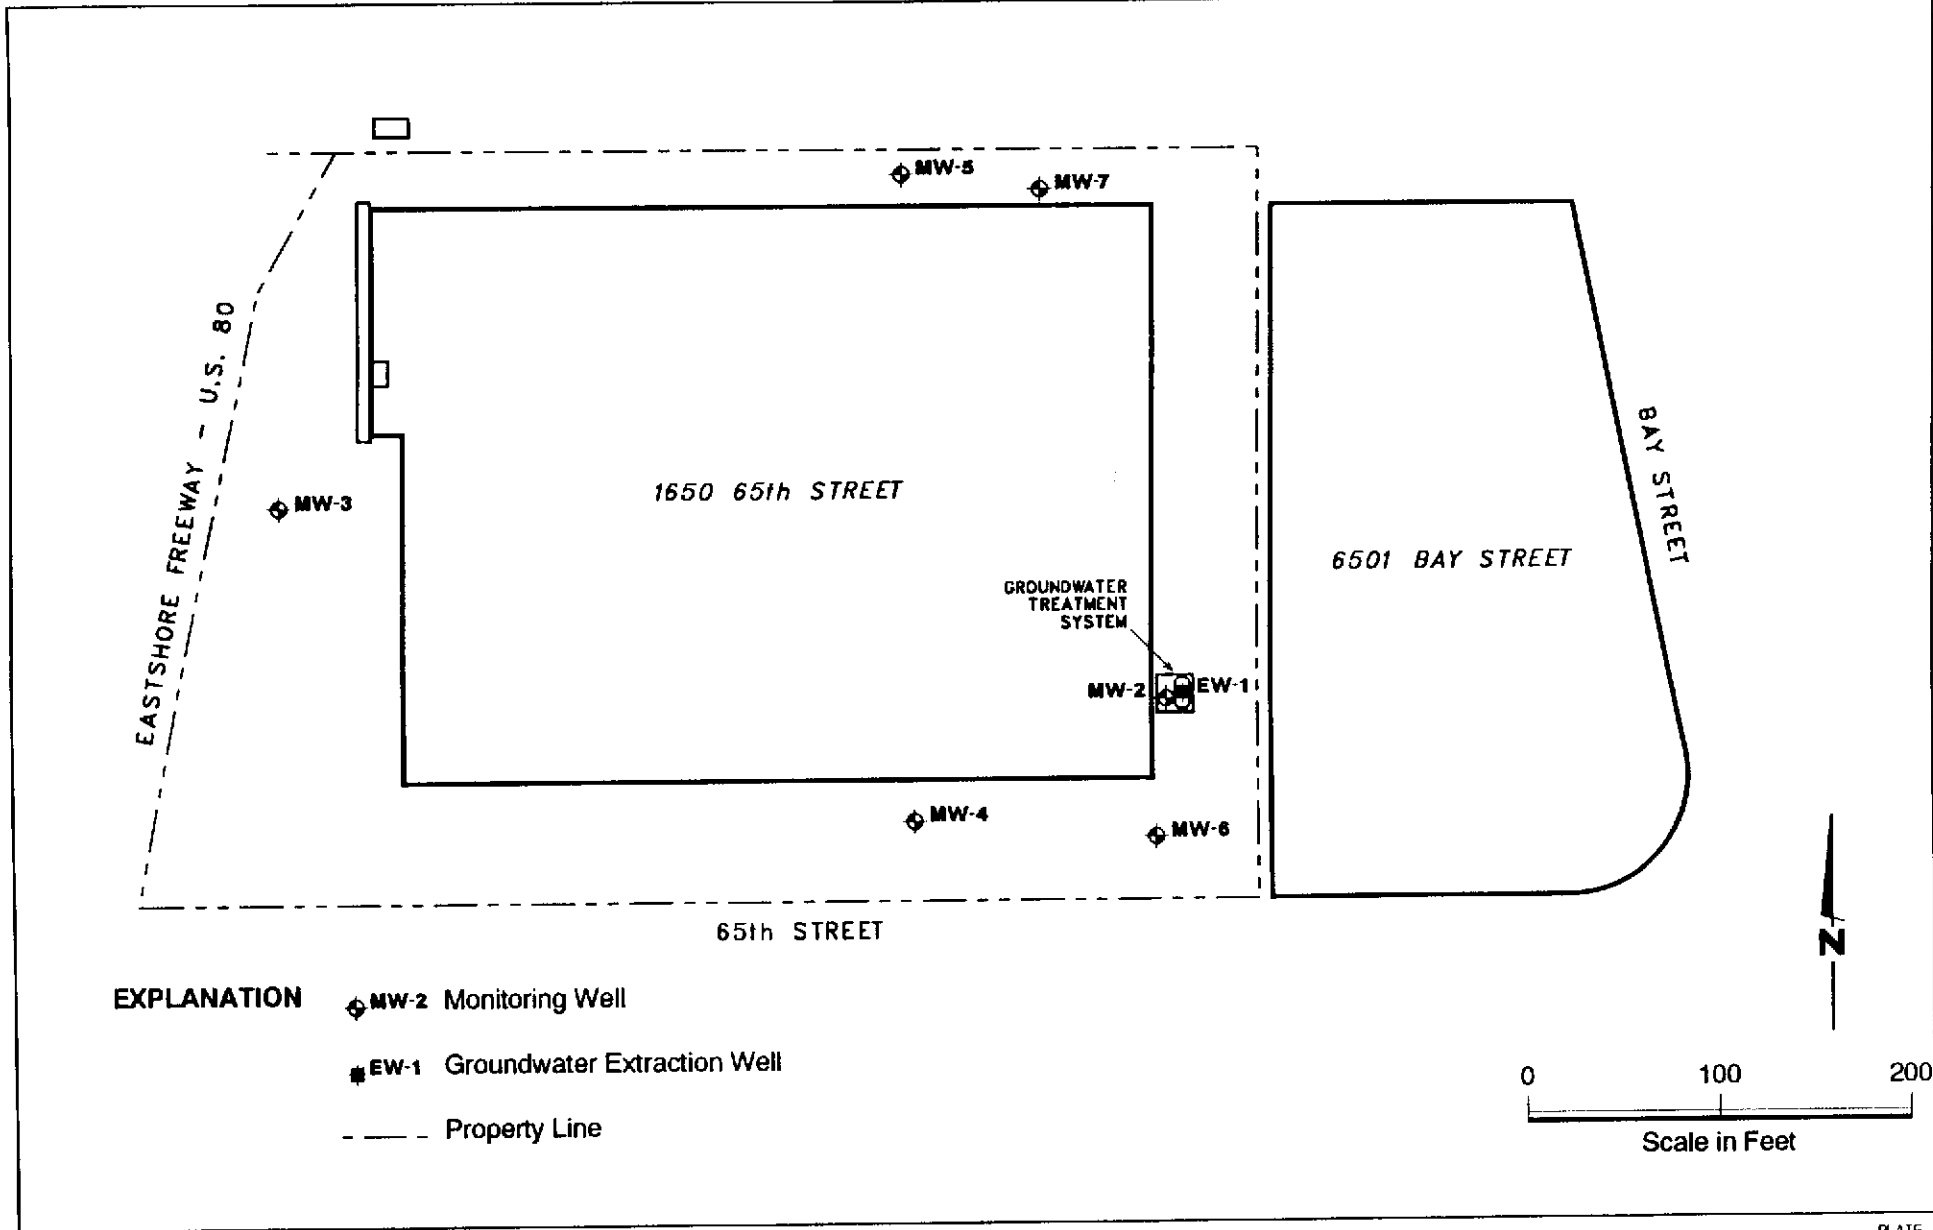 MW-5
MW-7
EASTSHORE FREEWAY - U.S. 80
MW-3
1650 65th STREET
BAY STREET
6501 BAY STREET
GROUNDWATER
TREATMENT
SYSTEM
MW-2
EW-1
MW-4
MW-6
65th STREET
N
EXPLANATION
MW-2 Monitoring Well
EW-1 Groundwater Extraction Well
Property Line
0 100 200
Scale in Feet
PLATE